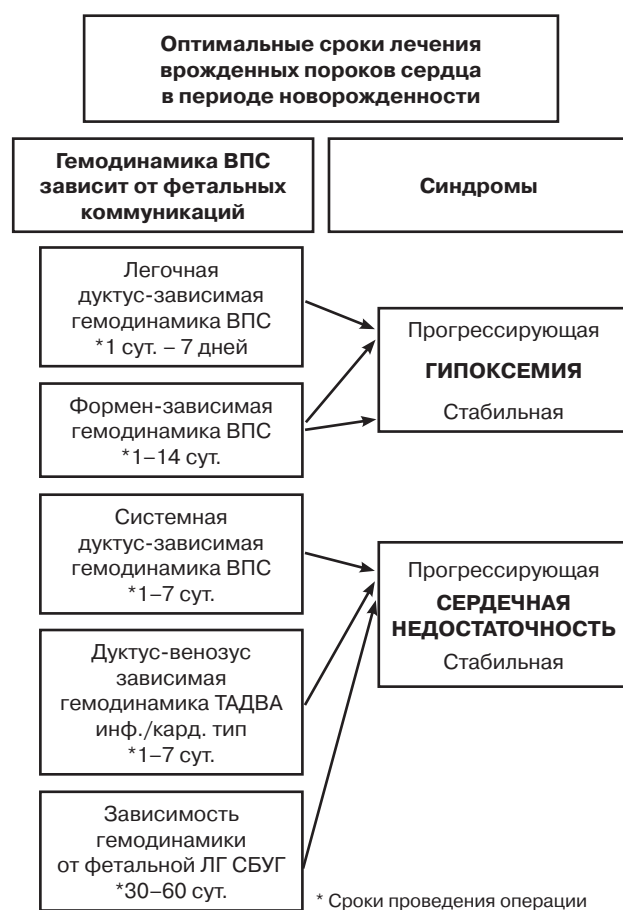 Оптимальные сроки лечения
врожденных пороков сердца
в периоде новорожденности
Гемодинамика ВПС
зависит от фетальных
коммуникаций
Синдромы
Легочная
дуктус-зависимая
гемодинамика ВПС
*1 сут. – 7 дней
Формен-зависимая
гемодинамика ВПС
*1–14 сут.
Прогрессирующая
ГИПОКСЕМИЯ
Стабильная
Системная
дуктус-зависимая
гемодинамика ВПС
*1–7 сут.
Дуктус-венозус
зависимая
гемодинамика ТАДВА
инф./кард. тип
*1–7 сут.
Зависимость
гемодинамики
от фетальной ЛГ СБУГ
*30–60 сут.
Прогрессирующая
СЕРДЕЧНАЯ
НЕДОСТАТОЧНОСТЬ
Стабильная
* Сроки проведения операции